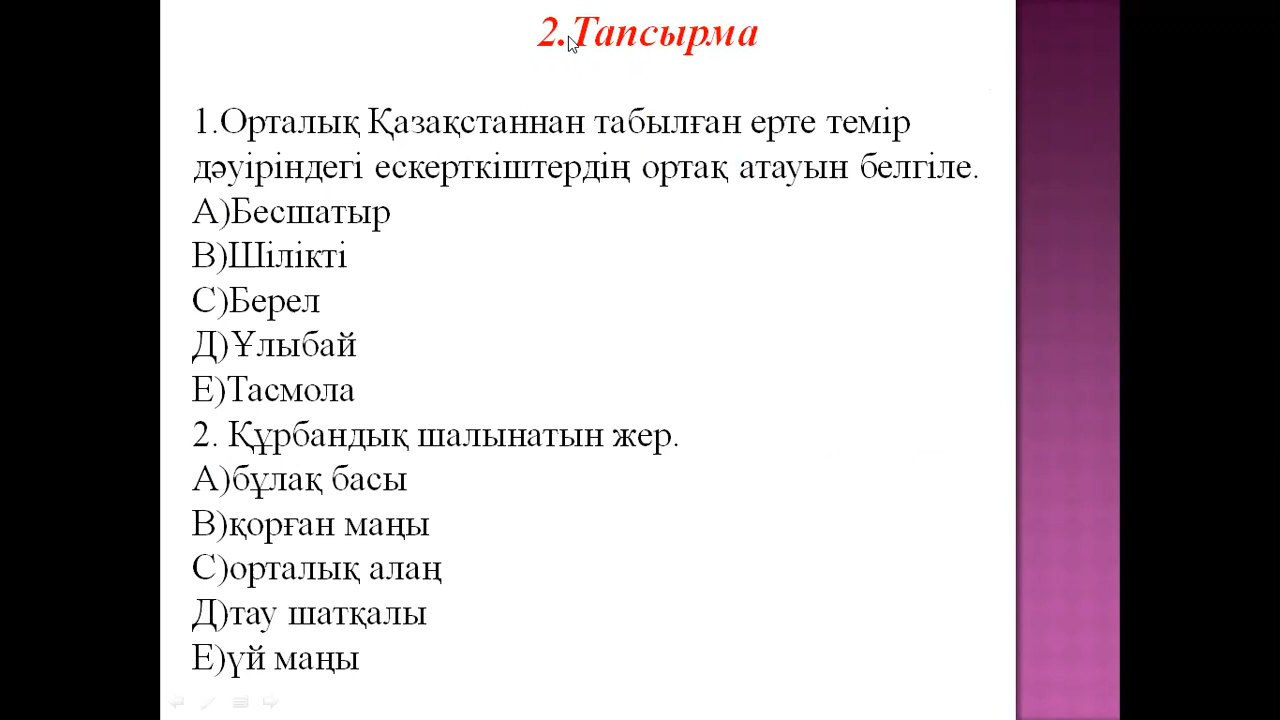 2.Тапсырма
1.Орталық Қазақстаннан табылған ерте темір
дәуіріндегі ескерткіштердің ортақ атауын белгіле.
А)Бесшатыр
В)Шілікті
С)Берел
Д)Ұлыбай
Е)Тасмола
2. Құрбандық шалынатын жер.
А)бұлақ басы
В)қорған маңы
С)орталық алаң
Д)тау шатқалы
Е)үй маңы